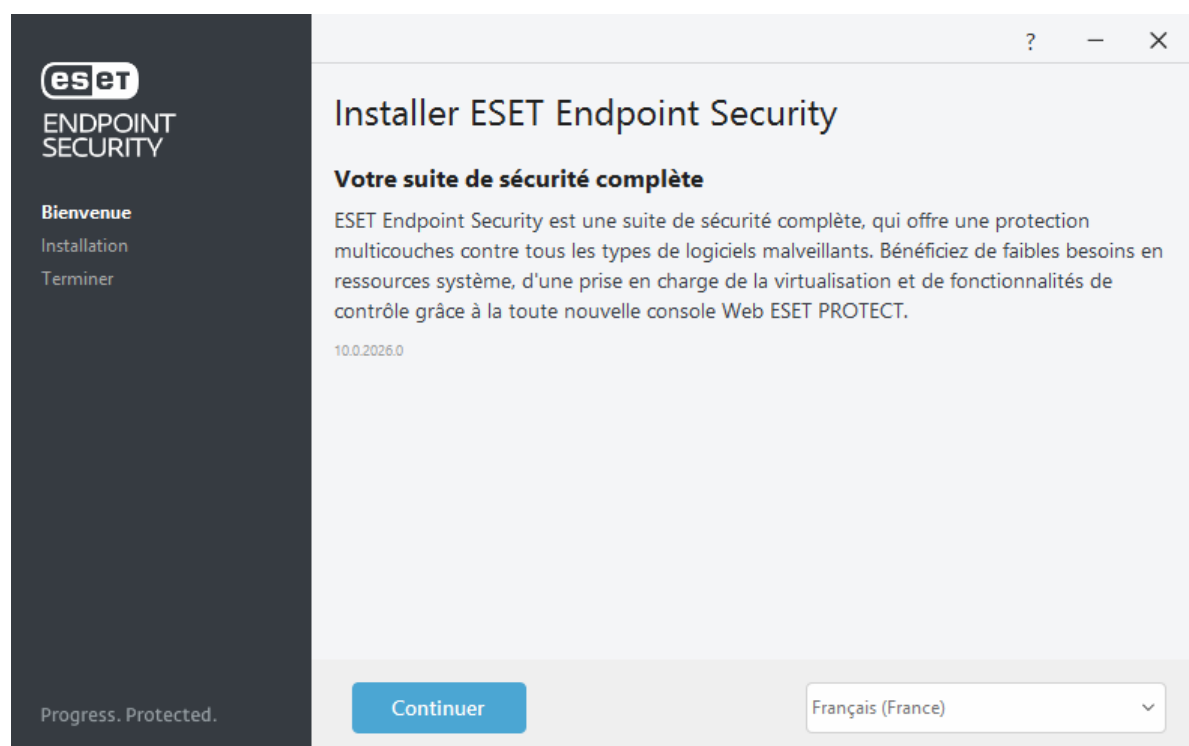 ?
eset
ENDPOINT
SECURITY
Bienvenue
Installation
Terminer
Progress. Protected.
Installer ESET Endpoint Security
Votre suite de sécurité complète
ESET Endpoint Security est une suite de sécurité complète, qui offre une protection
multicouches contre tous les types de logiciels malveillants. Bénéficiez de faibles besoins en
ressources système, d'une prise en charge de la virtualisation et de fonctionnalités de
contrôle grâce à la toute nouvelle console Web ESET PROTECT.
10.0.2026.0
Continuer
Français (France)